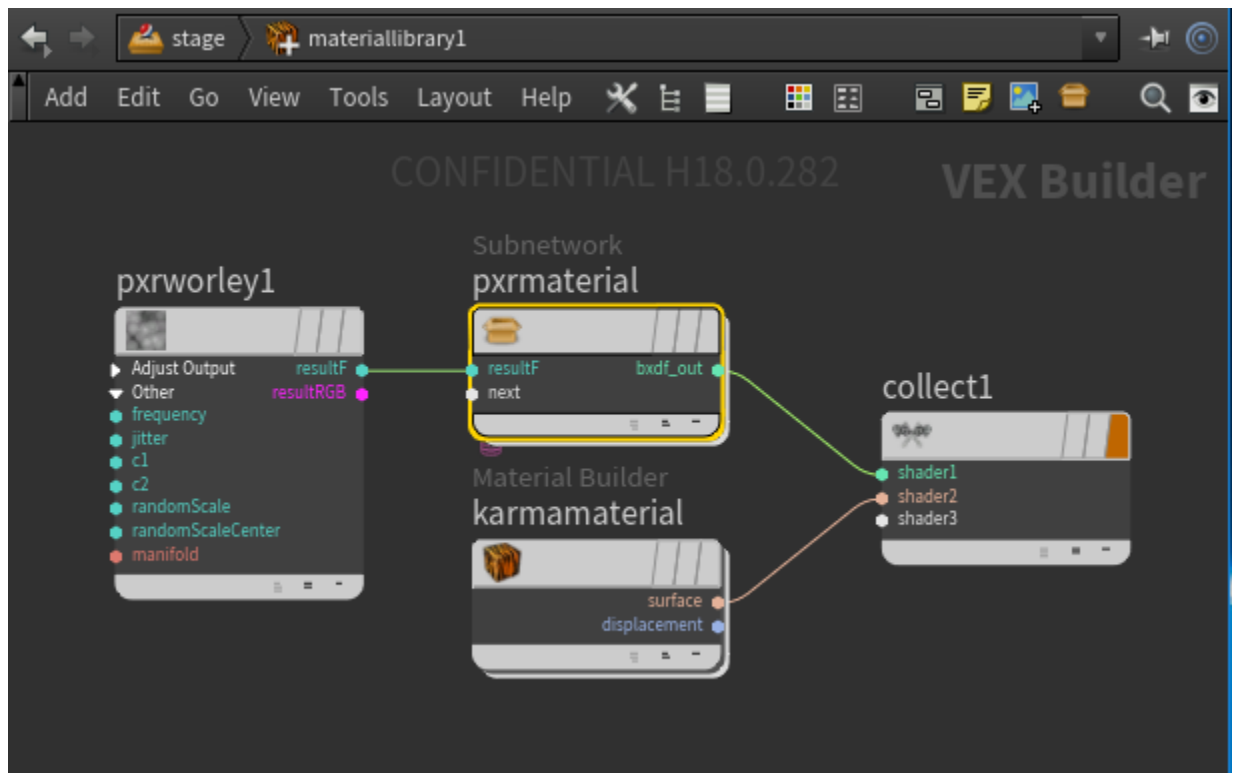 stage materiallibrary1
Add Edit Go View Tools Layout Help
CONFIDENTIAL H18.0.282
VEX Builder
pxrworley1
Adjust Output resultF
Other resultRGB
frequency
jitter
c1
c2
randomScale
randomScaleCenter
manifold
Subnetwork
pxrmaterial
resultF bxdf_out
next
Material Builder
karmamaterial
surface
displacement
collect1
shader1
shader2
shader3